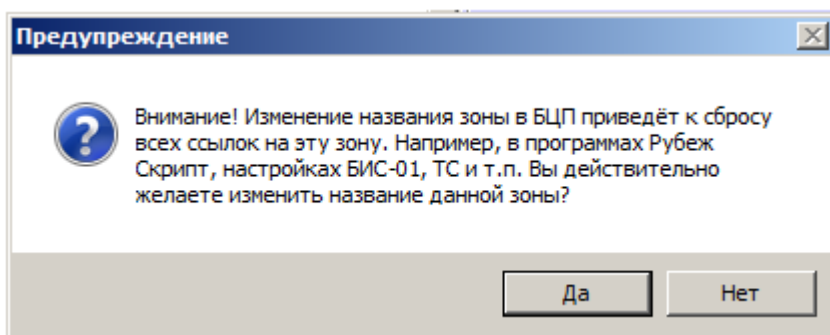 Предупреждение
Внимание! Изменение названия зоны в БЦП приведёт к сбросу
всех ссылок на эту зону. Например, в программах Рубеж
Скрипт, настройках БИС-01, ТС и т.п. Вы действительно
желаете изменить название данной зоны?
Да
Нет